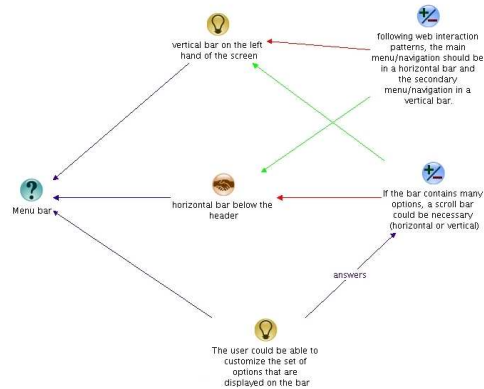 following web interaction
patterns, the main
menu/navigation should be
in a horizontal bar and
the secondary
menu/navigation in a
vertical bar.
vertical bar on the left
hand of the screen
?
Menu bar
horizontal bar below the
header
If the bar contains many
options, a scroll bar
could be necessary
(horizontal or vertical)
answers
The user could be able to
customize the set of
options that are
displayed on the bar